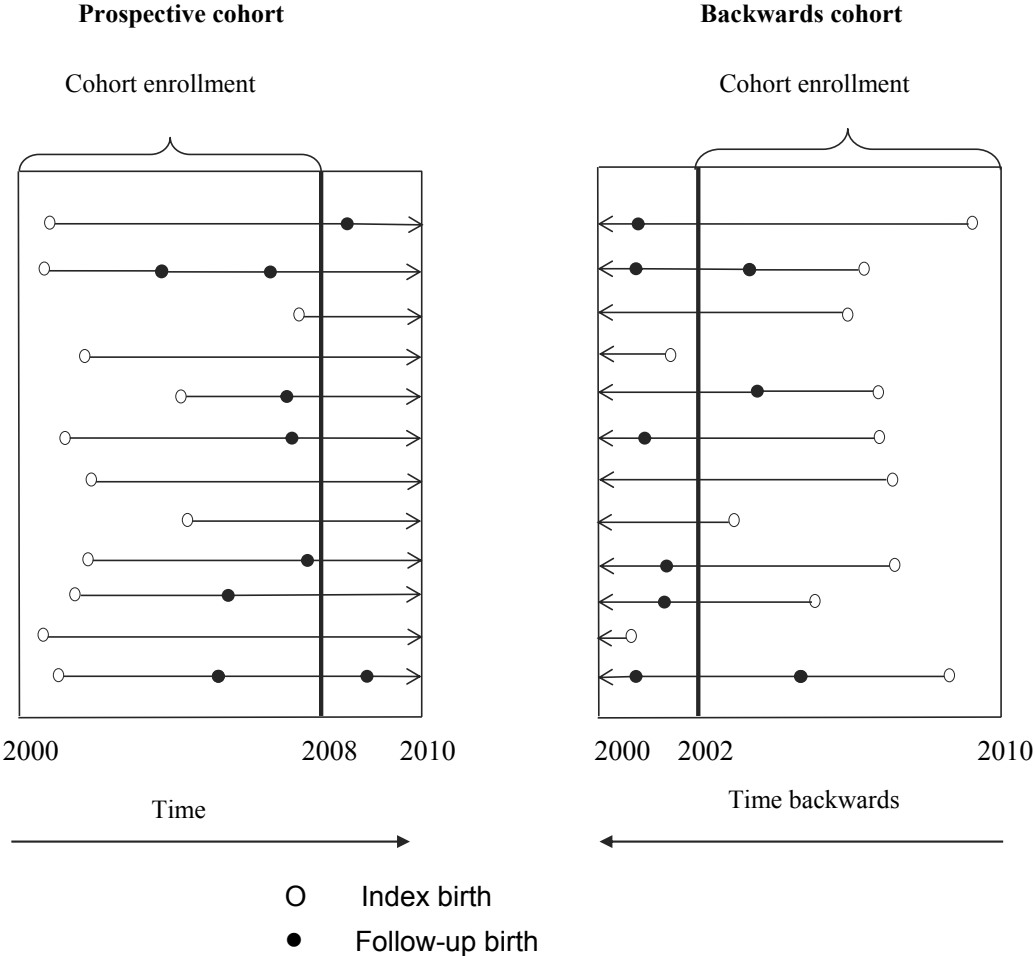 Prospective cohort
Backwards cohort
Cohort enrollment
Cohort enrollment
2000
2008
2010
2000
2002
2010
Time
Time backwards
O Index birth
● Follow-up birth